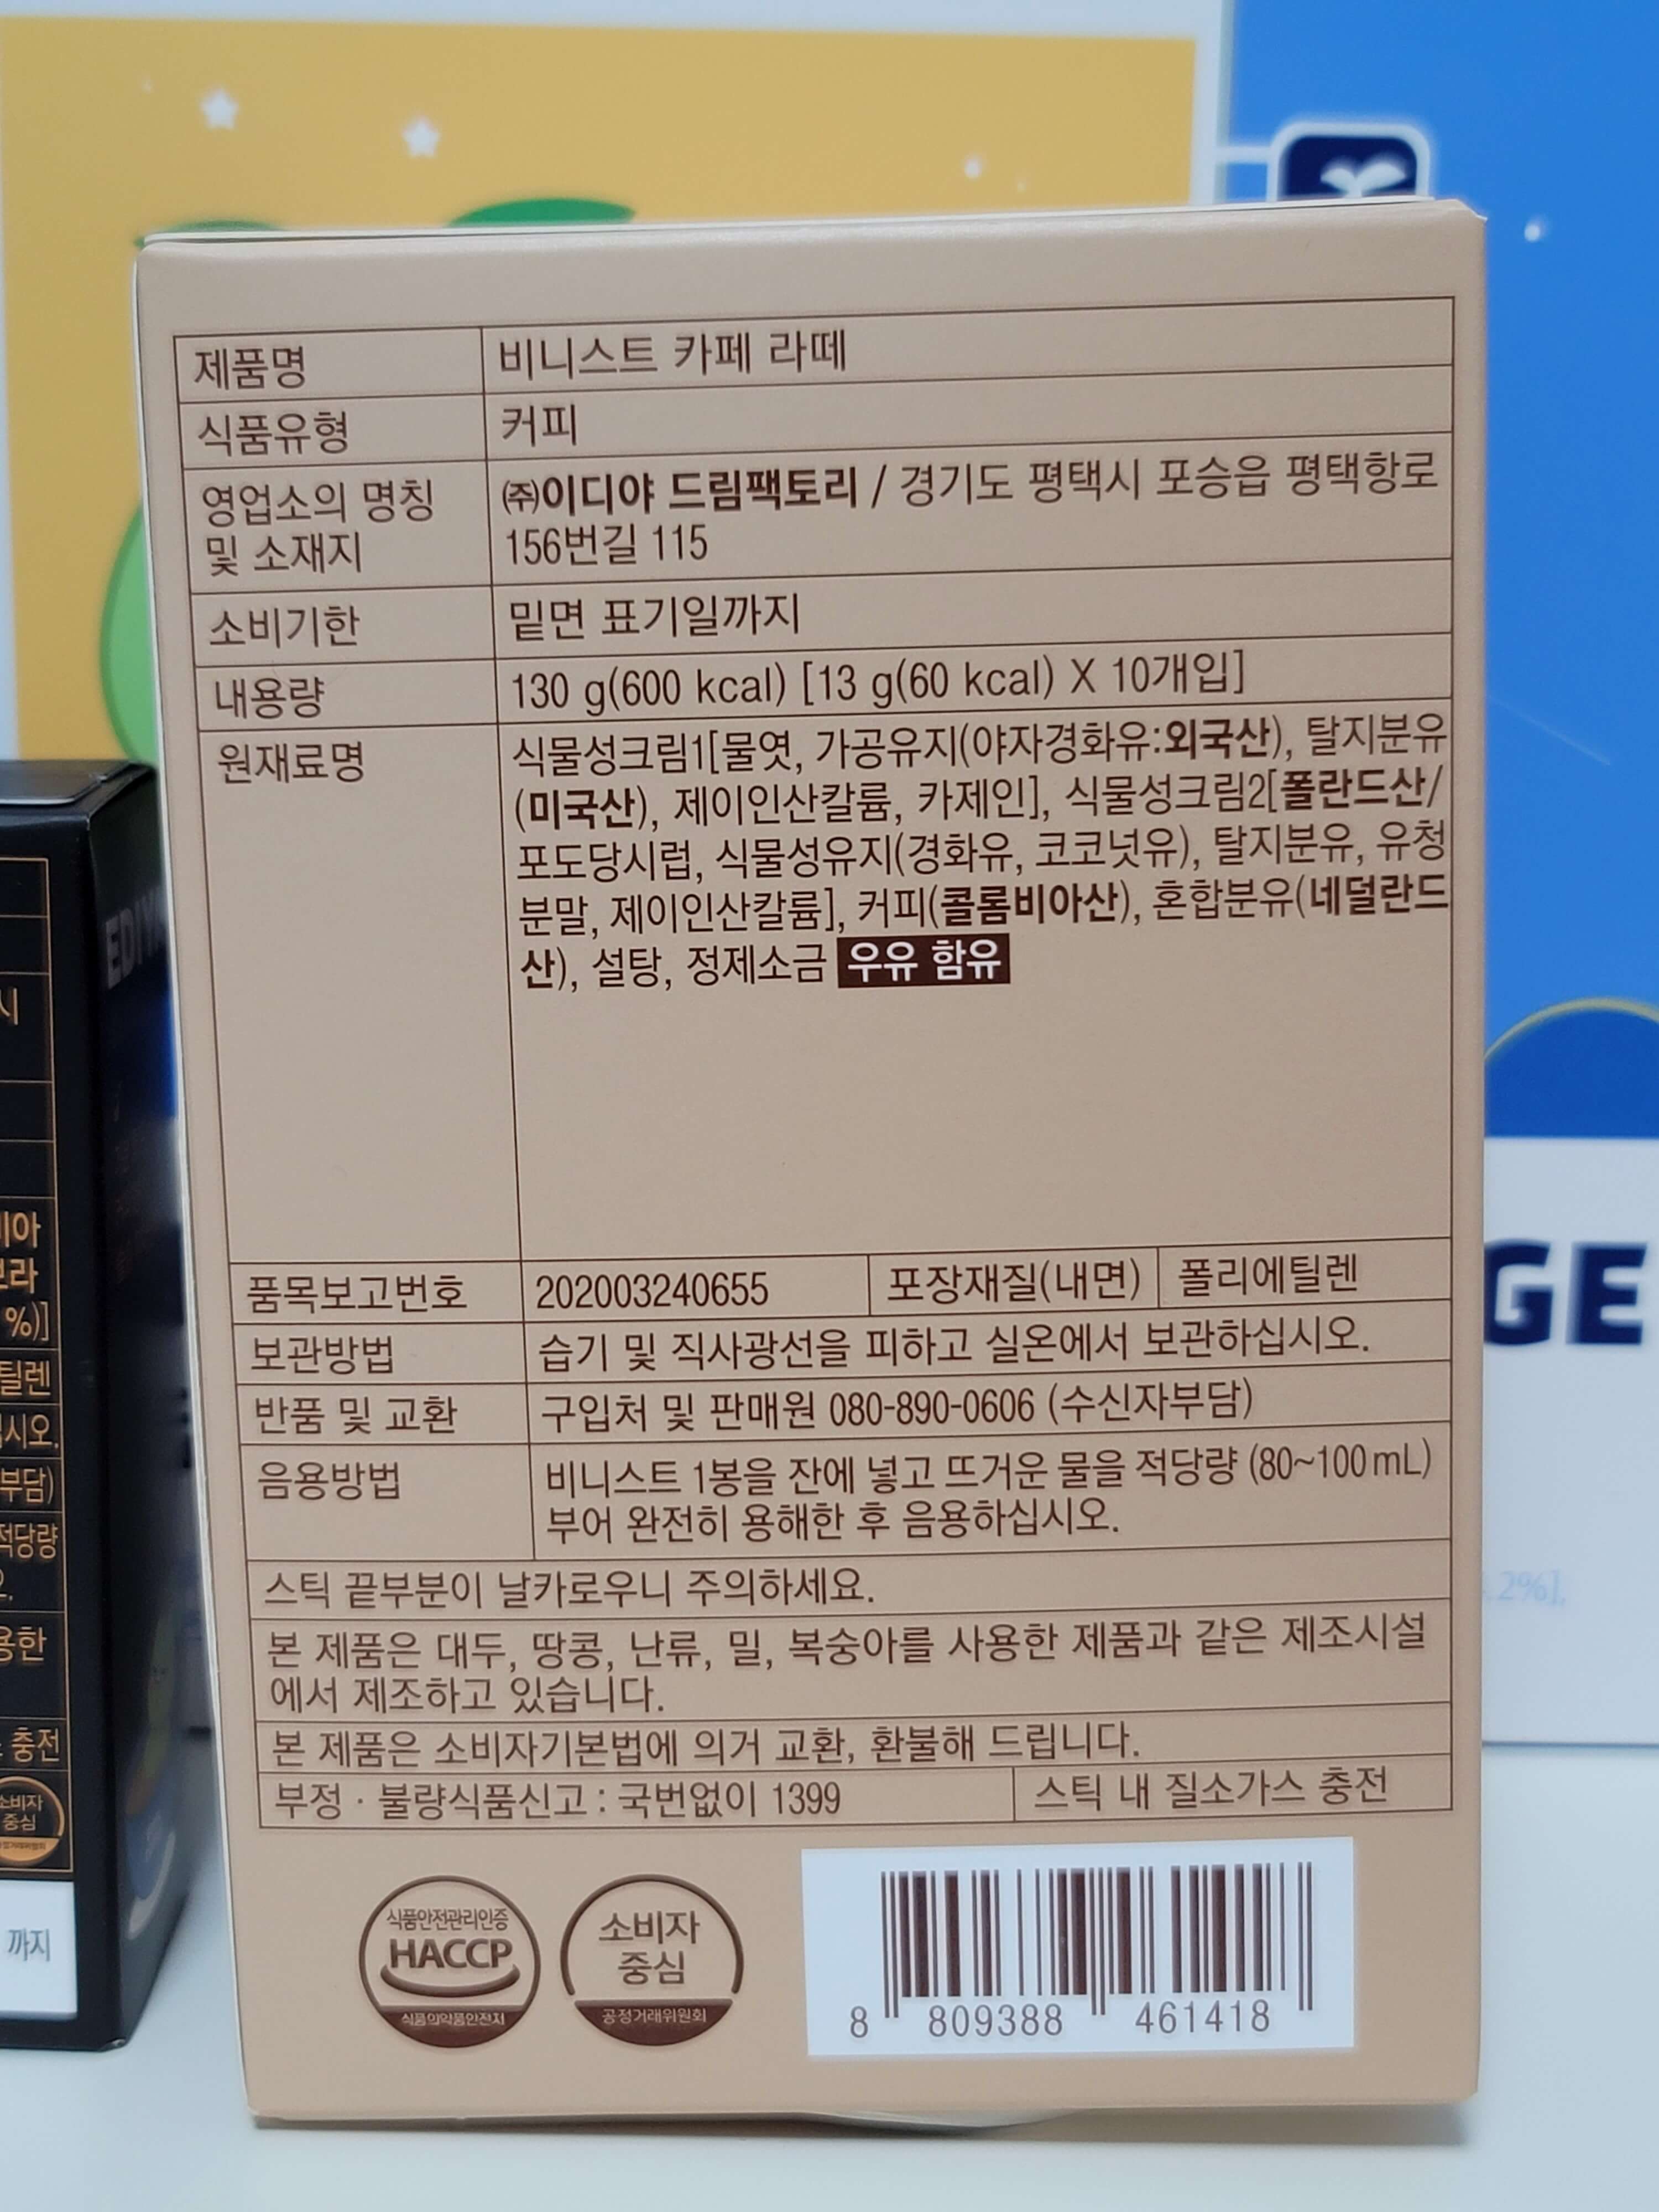 제품명 비니스트 카페 라떼
식품유형 커피
영업소의 명칭 및 소재지 ㈜이디야 드림팩토리 / 경기도 평택시 포승읍 평택항로
156번길 115
소비기한 밑면 표기일까지
내용량 130 g(600 kcal) [13 g(60 kcal) X 10개입]
원재료명 식물성크림1[물엿, 가공유지(야자경화유:외국산), 탈지분유
(미국산), 제이인산칼륨, 카제인], 식물성크림2[폴란드산/
포도당시럽, 식물성유지(경화유, 코코넛유), 탈지분유, 유청
분말, 제이인산칼륨], 커피(콜롬비아산), 혼합분유(네덜란드
산), 설탕, 정제소금 우유 함유
품목보고번호 202003240655 포장재질(내면) 폴리에틸렌
보관방법 습기 및 직사광선을 피하고 실온에서 보관하십시오.
반품 및 교환 구입처 및 판매원 080-890-0606 (수신자부담)
음용방법 비니스트 1봉을 잔에 넣고 뜨거운 물을 적당량 (80~100mL)
부어 완전히 용해한 후 음용하십시오.
스틱 끝부분이 날카로우니 주의하세요.
본 제품은 대두, 땅콩, 난류, 밀, 복숭아를 사용한 제품과 같은 제조시설
에서 제조하고 있습니다.
본 제품은 소비자기본법에 의거 교환, 환불해 드립니다.
부정 · 불량식품신고 : 국번없이 1399 스틱 내 질소가스 충전
식품안전관리인증
HACCP
식품의약품안전처
소비자
중심
공정거래위원회
8 809388 461418
GE
2%],
%)]
틸렌
부담)
적당량
용한
충전
소비자
중심
까지